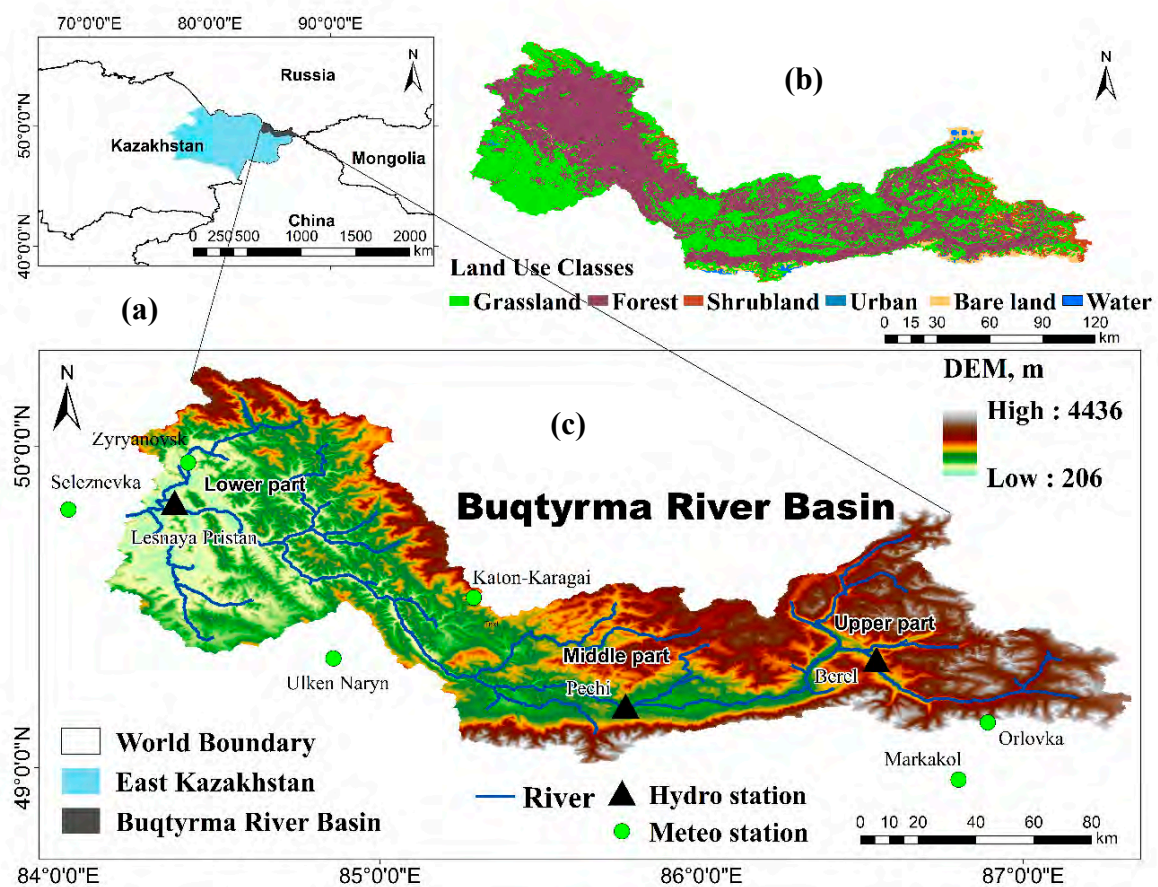 70°0'0"E
80°0'0"E
90°0'0"E
50°0'0"N
40°0'0"N
N
Russia
Kazakhstan
Mongolia
China
0 250 500 1000 1500 2000
km
(a)
(b)
N
Land Use Classes
Grassland Forest Shrubland Urban Bare land Water
0 15 30 60 90 120
km
(c)
N
DEM, m
High : 4436
Low : 206
50°0'0"N
49°0'0"N
Buqtyrma River Basin
Zyryanovsk
Seleznevka
Lower part
Lesnaya Pristan
Katon-Karagai
Ulken Naryn
Middle part
Pechi
Upper part
Berel
Orlovka
Markakol
World Boundary
East Kazakhstan
Buqtyrma River Basin
River
Hydro station
Meteo station
0 10 20 40 60 80
km
84°0'0"E
85°0'0"E
86°0'0"E
87°0'0"E